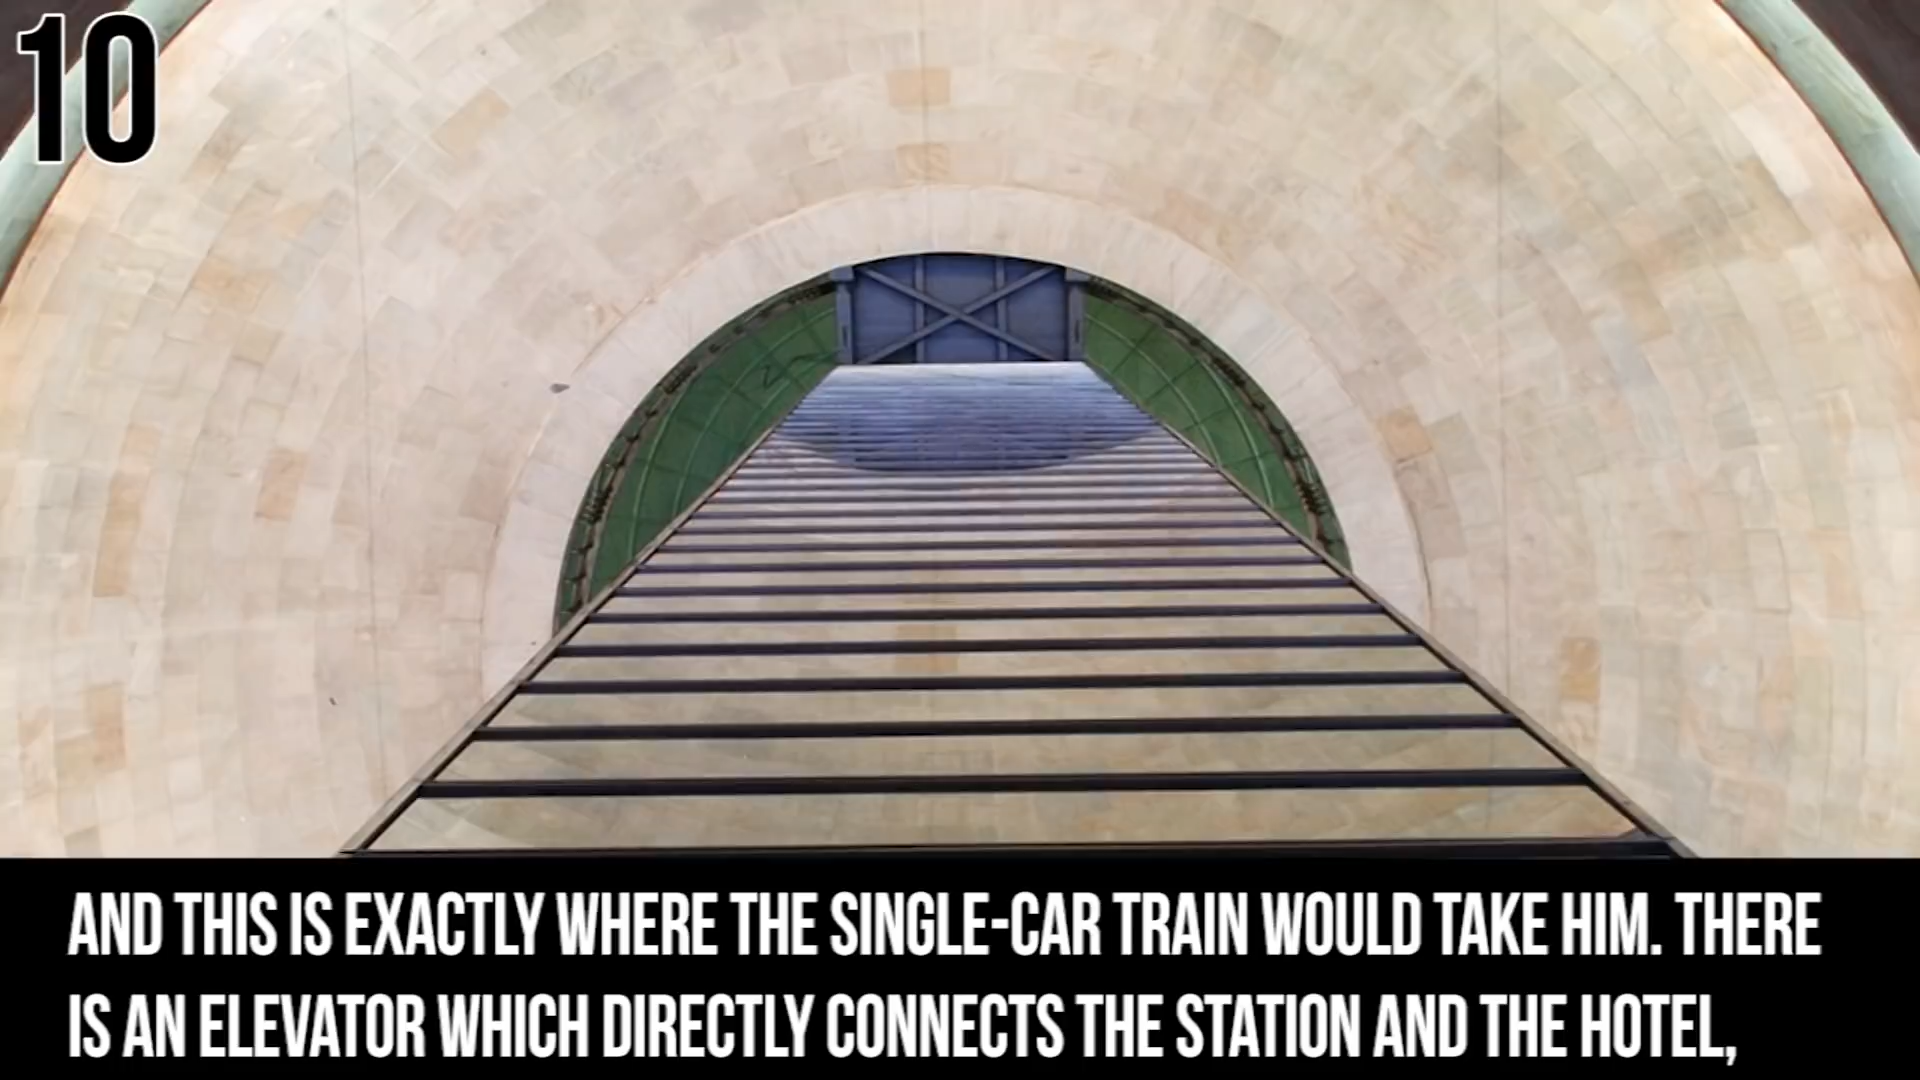 10
AND THIS IS EXACTLY WHERE THE SINGLE-CAR TRAIN WOULD TAKE HIM. THERE
IS AN ELEVATOR WHICH DIRECTLY CONNECTS THE STATION AND THE HOTEL,